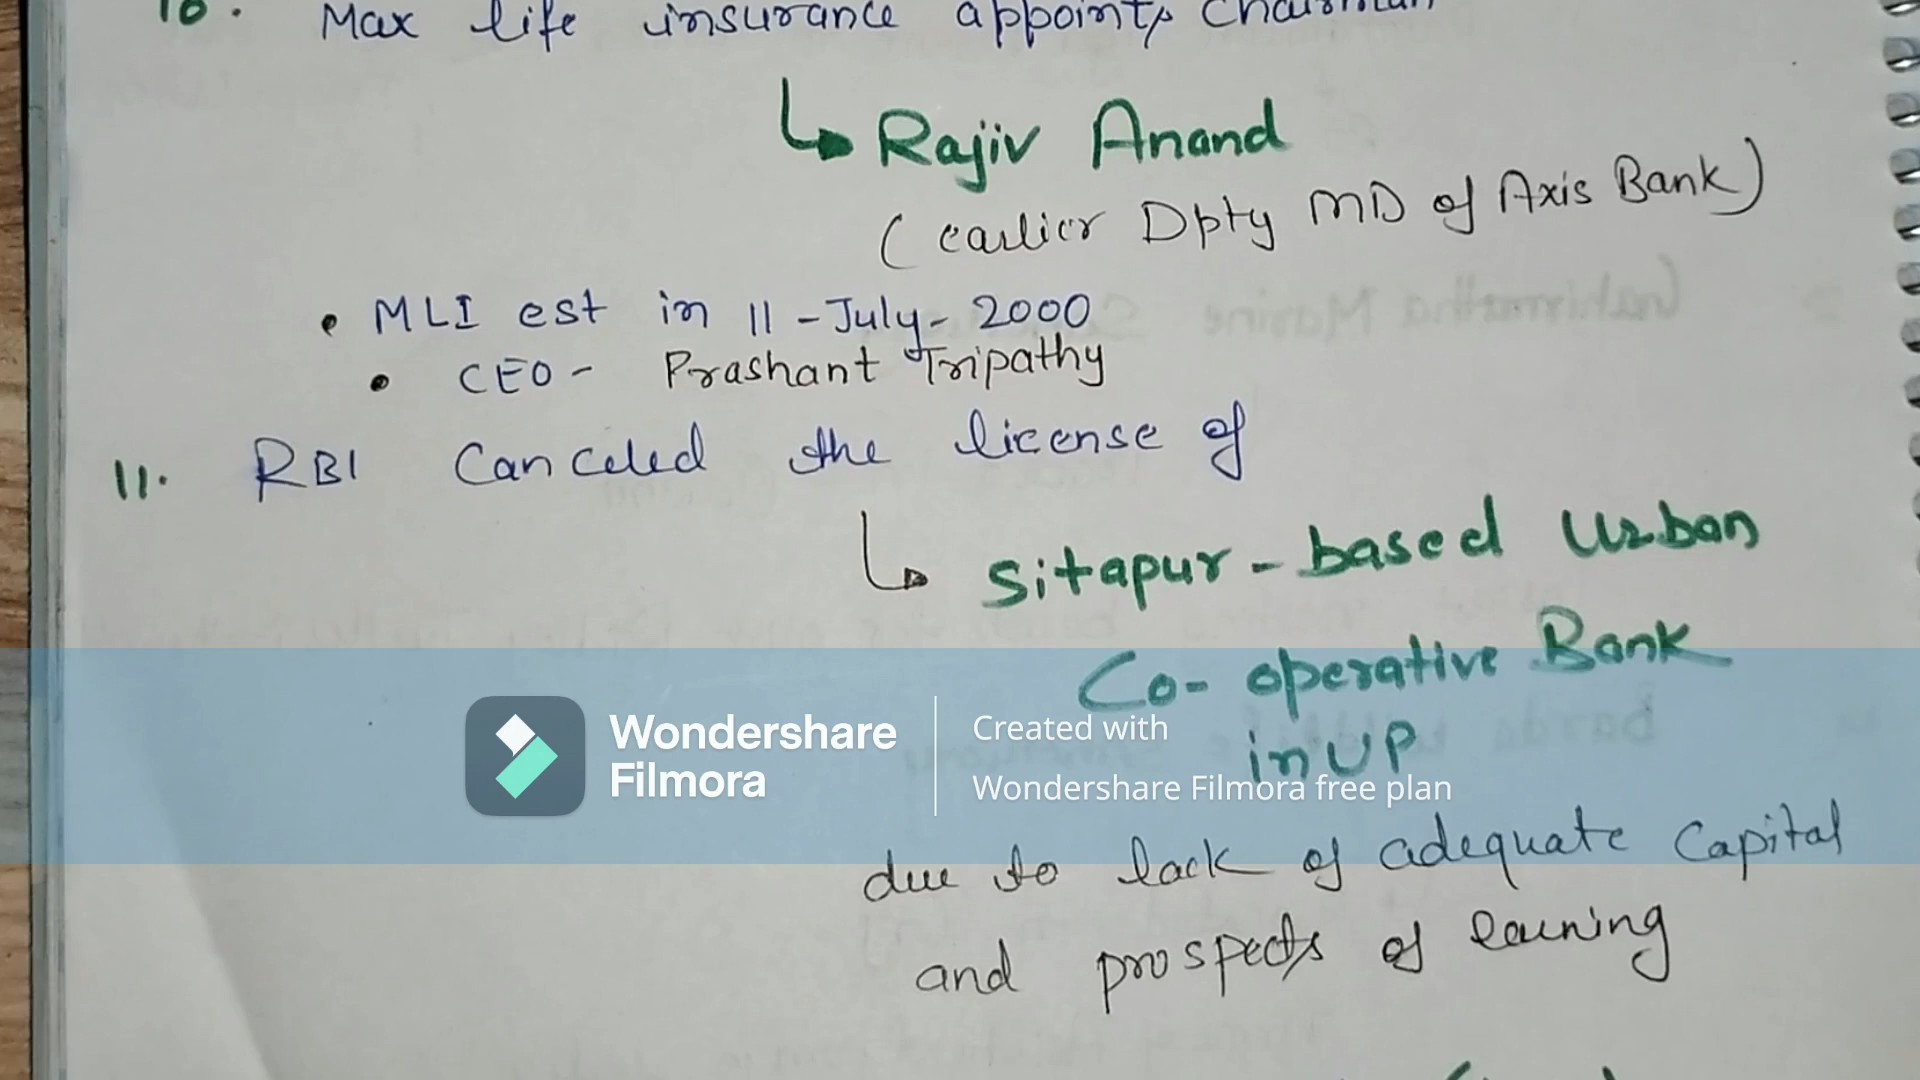 10. Max life insurance appoints Chairman
Rajiv Anand
(earlier Dpty MD of Axis Bank)
• MLI est in 11-July-2000
• CEO- Prashant Tripathy
11. RBI Canceled the license of
Sitapur-based Urban
Co-operative Bank
in UP
Wondershare
Filmora
Created with
Wondershare Filmora free plan
due to lack of adequate Capital
and prospects of earning